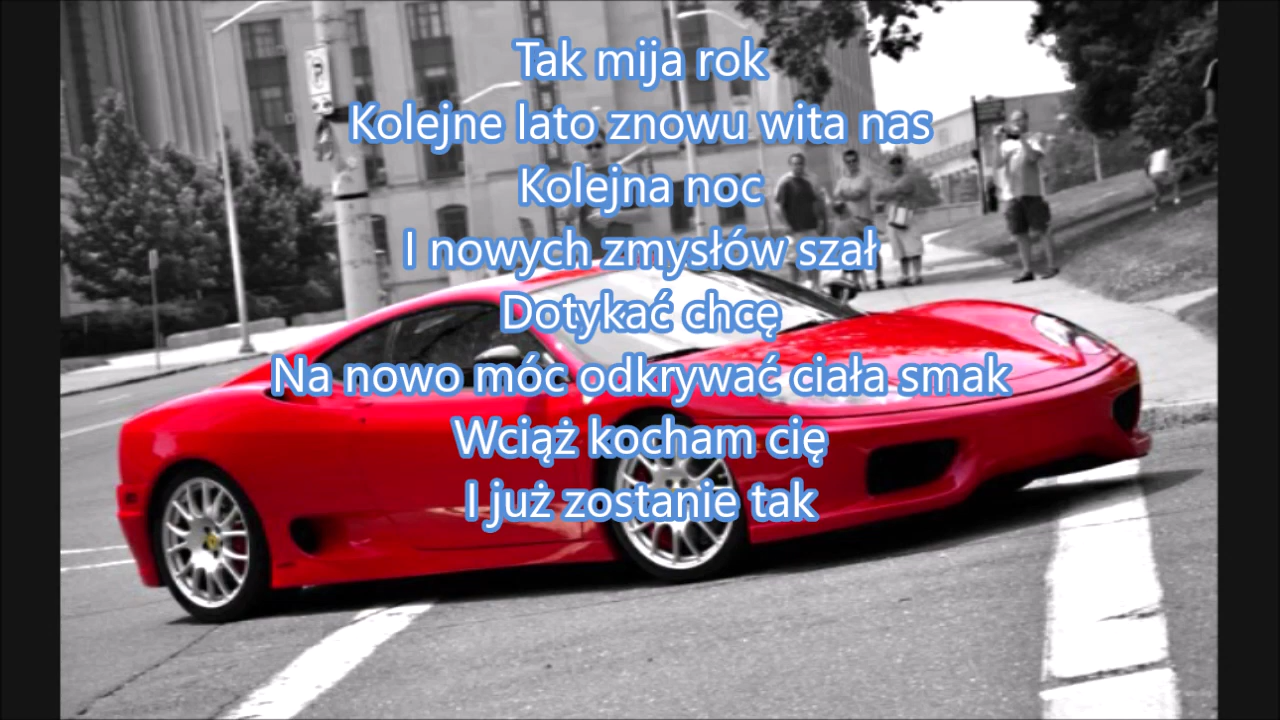 Tak mija rok
Kolejne lato znowu wita nas
Kolejna noc
I nowych zmysłów szał
Dotykać chcę
Na nowo móc odkrywać ciała smak
Wciąż kocham cię
I już zostanie tak